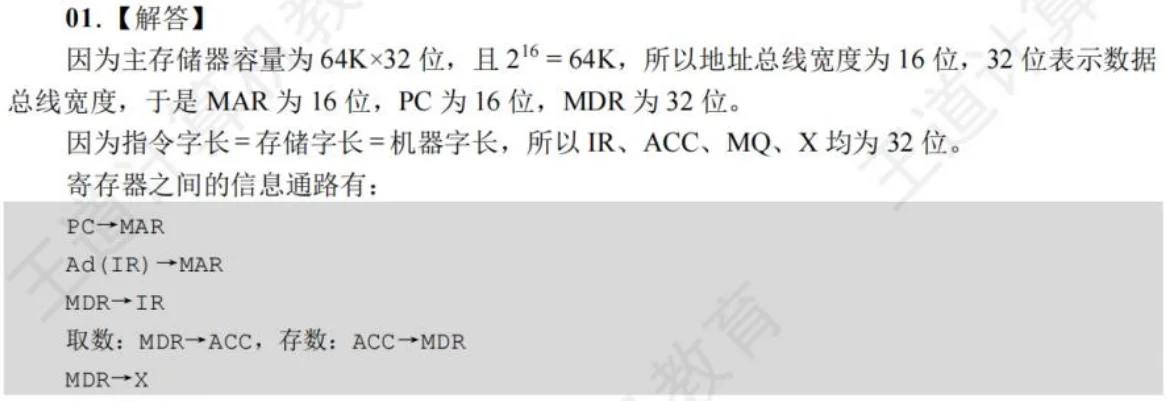 01.【解答】
因为主存储器容量为 64K×32 位，且 2¹⁶ = 64K，所以地址总线宽度为 16 位，32 位表示数据
总线宽度，于是 MAR 为 16 位，PC 为 16 位，MDR 为 32 位。
因为指令字长 = 存储字长 = 机器字长，所以 IR、ACC、MQ、X 均为 32 位。
寄存器之间的信息通路有：
PC→MAR
Ad(IR)→MAR
MDR→IR
取数：MDR→ACC，存数：ACC→MDR
MDR→X